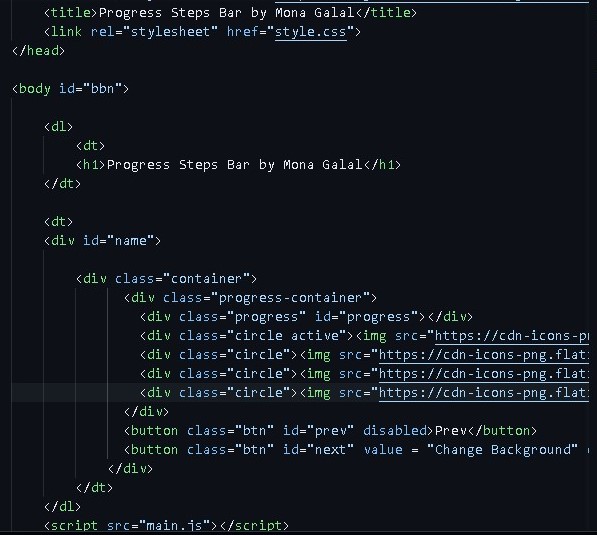 <title>Progress Steps Bar by Mona Galal</title>
<link rel="stylesheet" href="style.css">
</head>
<body id="bbn">
<dl>
<dt>
<h1>Progress Steps Bar by Mona Galal</h1>
</dt>
<dt>
<div id="name">
<div class="container">
<div class="progress-container">
<div class="progress" id="progress"></div>
<div class="circle active"><img src="https://cdn-icons-p
<div class="circle"><img src="https://cdn-icons-png.flat
<div class="circle"><img src="https://cdn-icons-png.flat
<div class="circle"><img src="https://cdn-icons-png.flat
</div>
<button class="btn" id="prev" disabled>Prev</button>
<button class="btn" id="next" value = "Change Background"
</div>
</dt>
</dl>
<script src="main.js"></script>